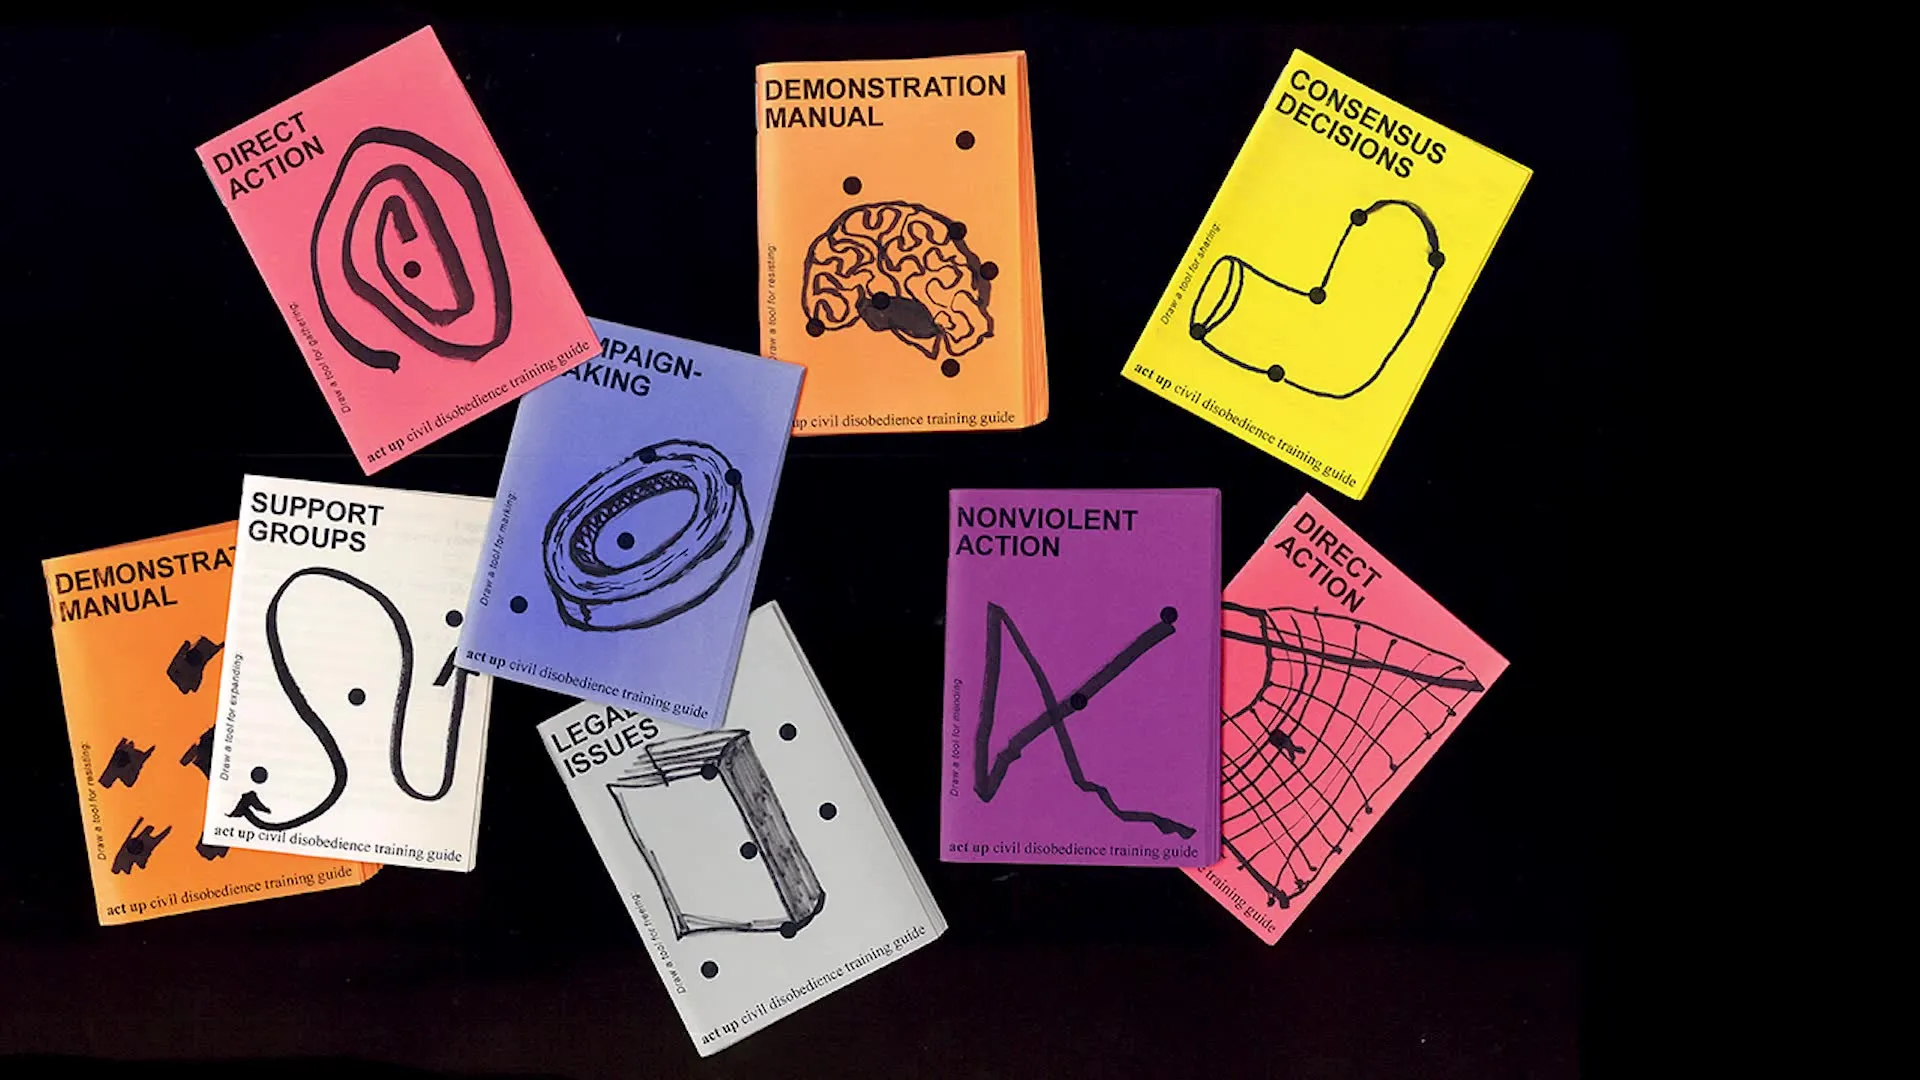 DIRECT
ACTION
Draw a tool for gathering:
act up civil disobedience training guide
DEMONSTRATION
MANUAL
Draw a tool for resisting:
up civil disobedience training guide
CONSENSUS
DECISIONS
Draw a tool for sharing:
act up civil disobedience training guide
MPAIGN-
AKING
Draw a tool for marking:
act up civil disobedience training guide
SUPPORT
GROUPS
Draw a tool for expanding:
act up civil disobedience training guide
DEMONSTRAT
MANUAL
Draw a tool for resisting:
act up civil disobedience training guide
LEGAL
ISSUES
Draw a tool for freeing:
act up civil disobedience training guide
NONVIOLENT
ACTION
Draw a tool for mending
act up civil disobedience training guide
DIRECT
ACTION
training guide